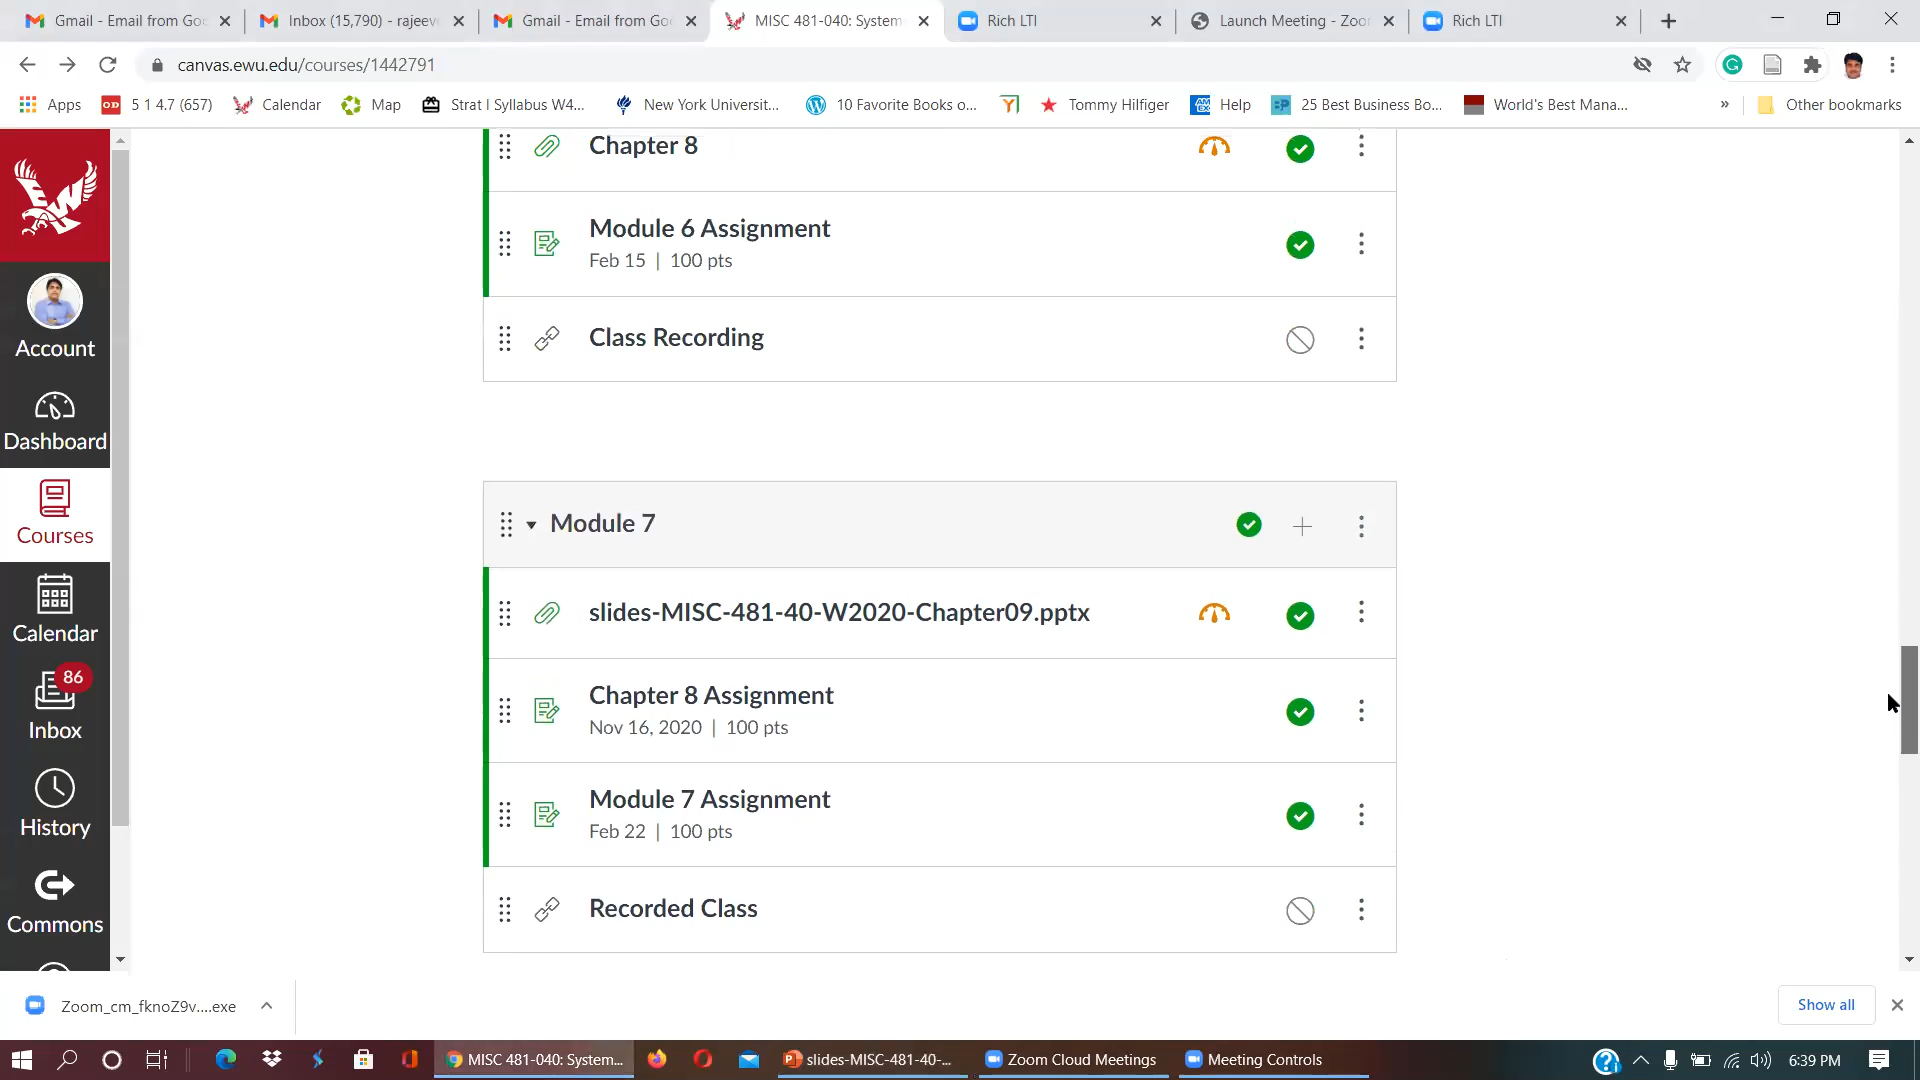 Gmail - Email from Goo
Inbox (15,790) - rajeev
Gmail - Email from Goo
MISC 481-040: System
Rich LTI
Launch Meeting - Zoo
Rich LTI
canvas.ewu.edu/courses/1442791
Apps
5 1 4.7 (657)
Calendar
Map
Strat I Syllabus W4...
New York Universit...
10 Favorite Books o...
Tommy Hilfiger
Help
25 Best Business Bo...
World's Best Mana...
»
Other bookmarks
EWU
Account
Dashboard
Courses
Calendar
86
Inbox
History
Commons
Chapter 8
Module 6 Assignment
Feb 15 | 100 pts
Class Recording
Module 7
slides-MISC-481-40-W2020-Chapter09.pptx
Chapter 8 Assignment
Nov 16, 2020 | 100 pts
Module 7 Assignment
Feb 22 | 100 pts
Recorded Class
Zoom_cm_fknoZ9v....exe
Show all
MISC 481-040: System...
slides-MISC-481-40-...
Zoom Cloud Meetings
Meeting Controls
6:39 PM